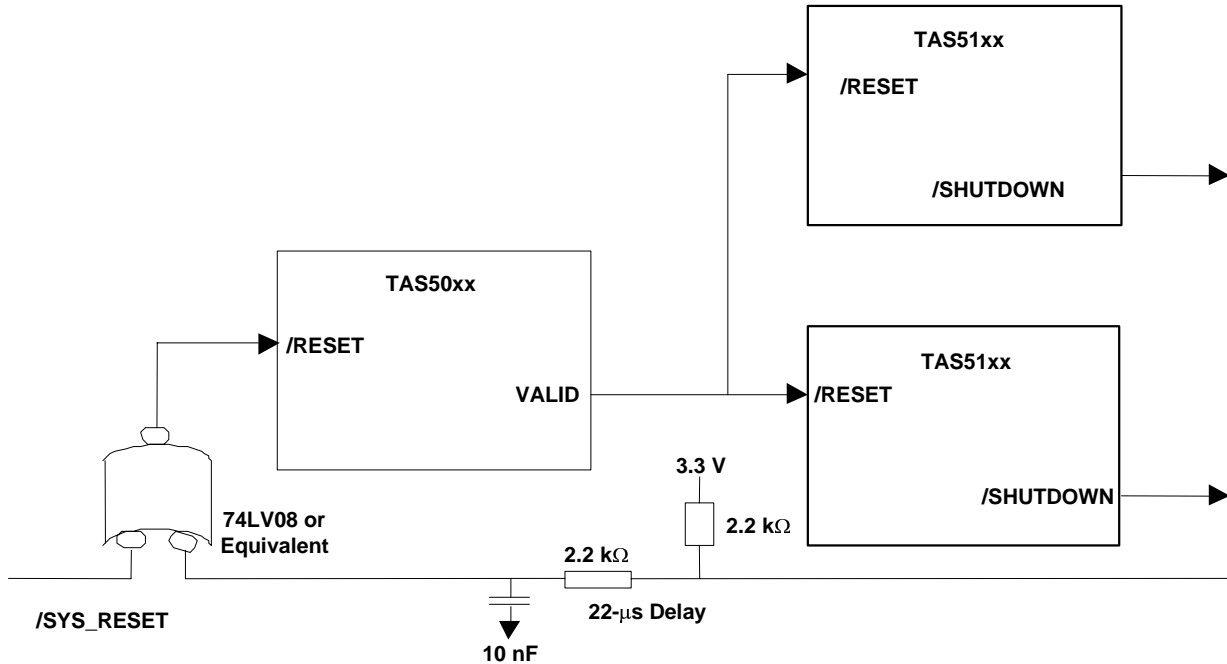 TAS51xx
/RESET
/SHUTDOWN
TAS50xx
/RESET
VALID
TAS51xx
/RESET
/SHUTDOWN
3.3 V
2.2 kΩ
74LV08 or
Equivalent
2.2 kΩ
22-μs Delay
/SYS_RESET
10 nF